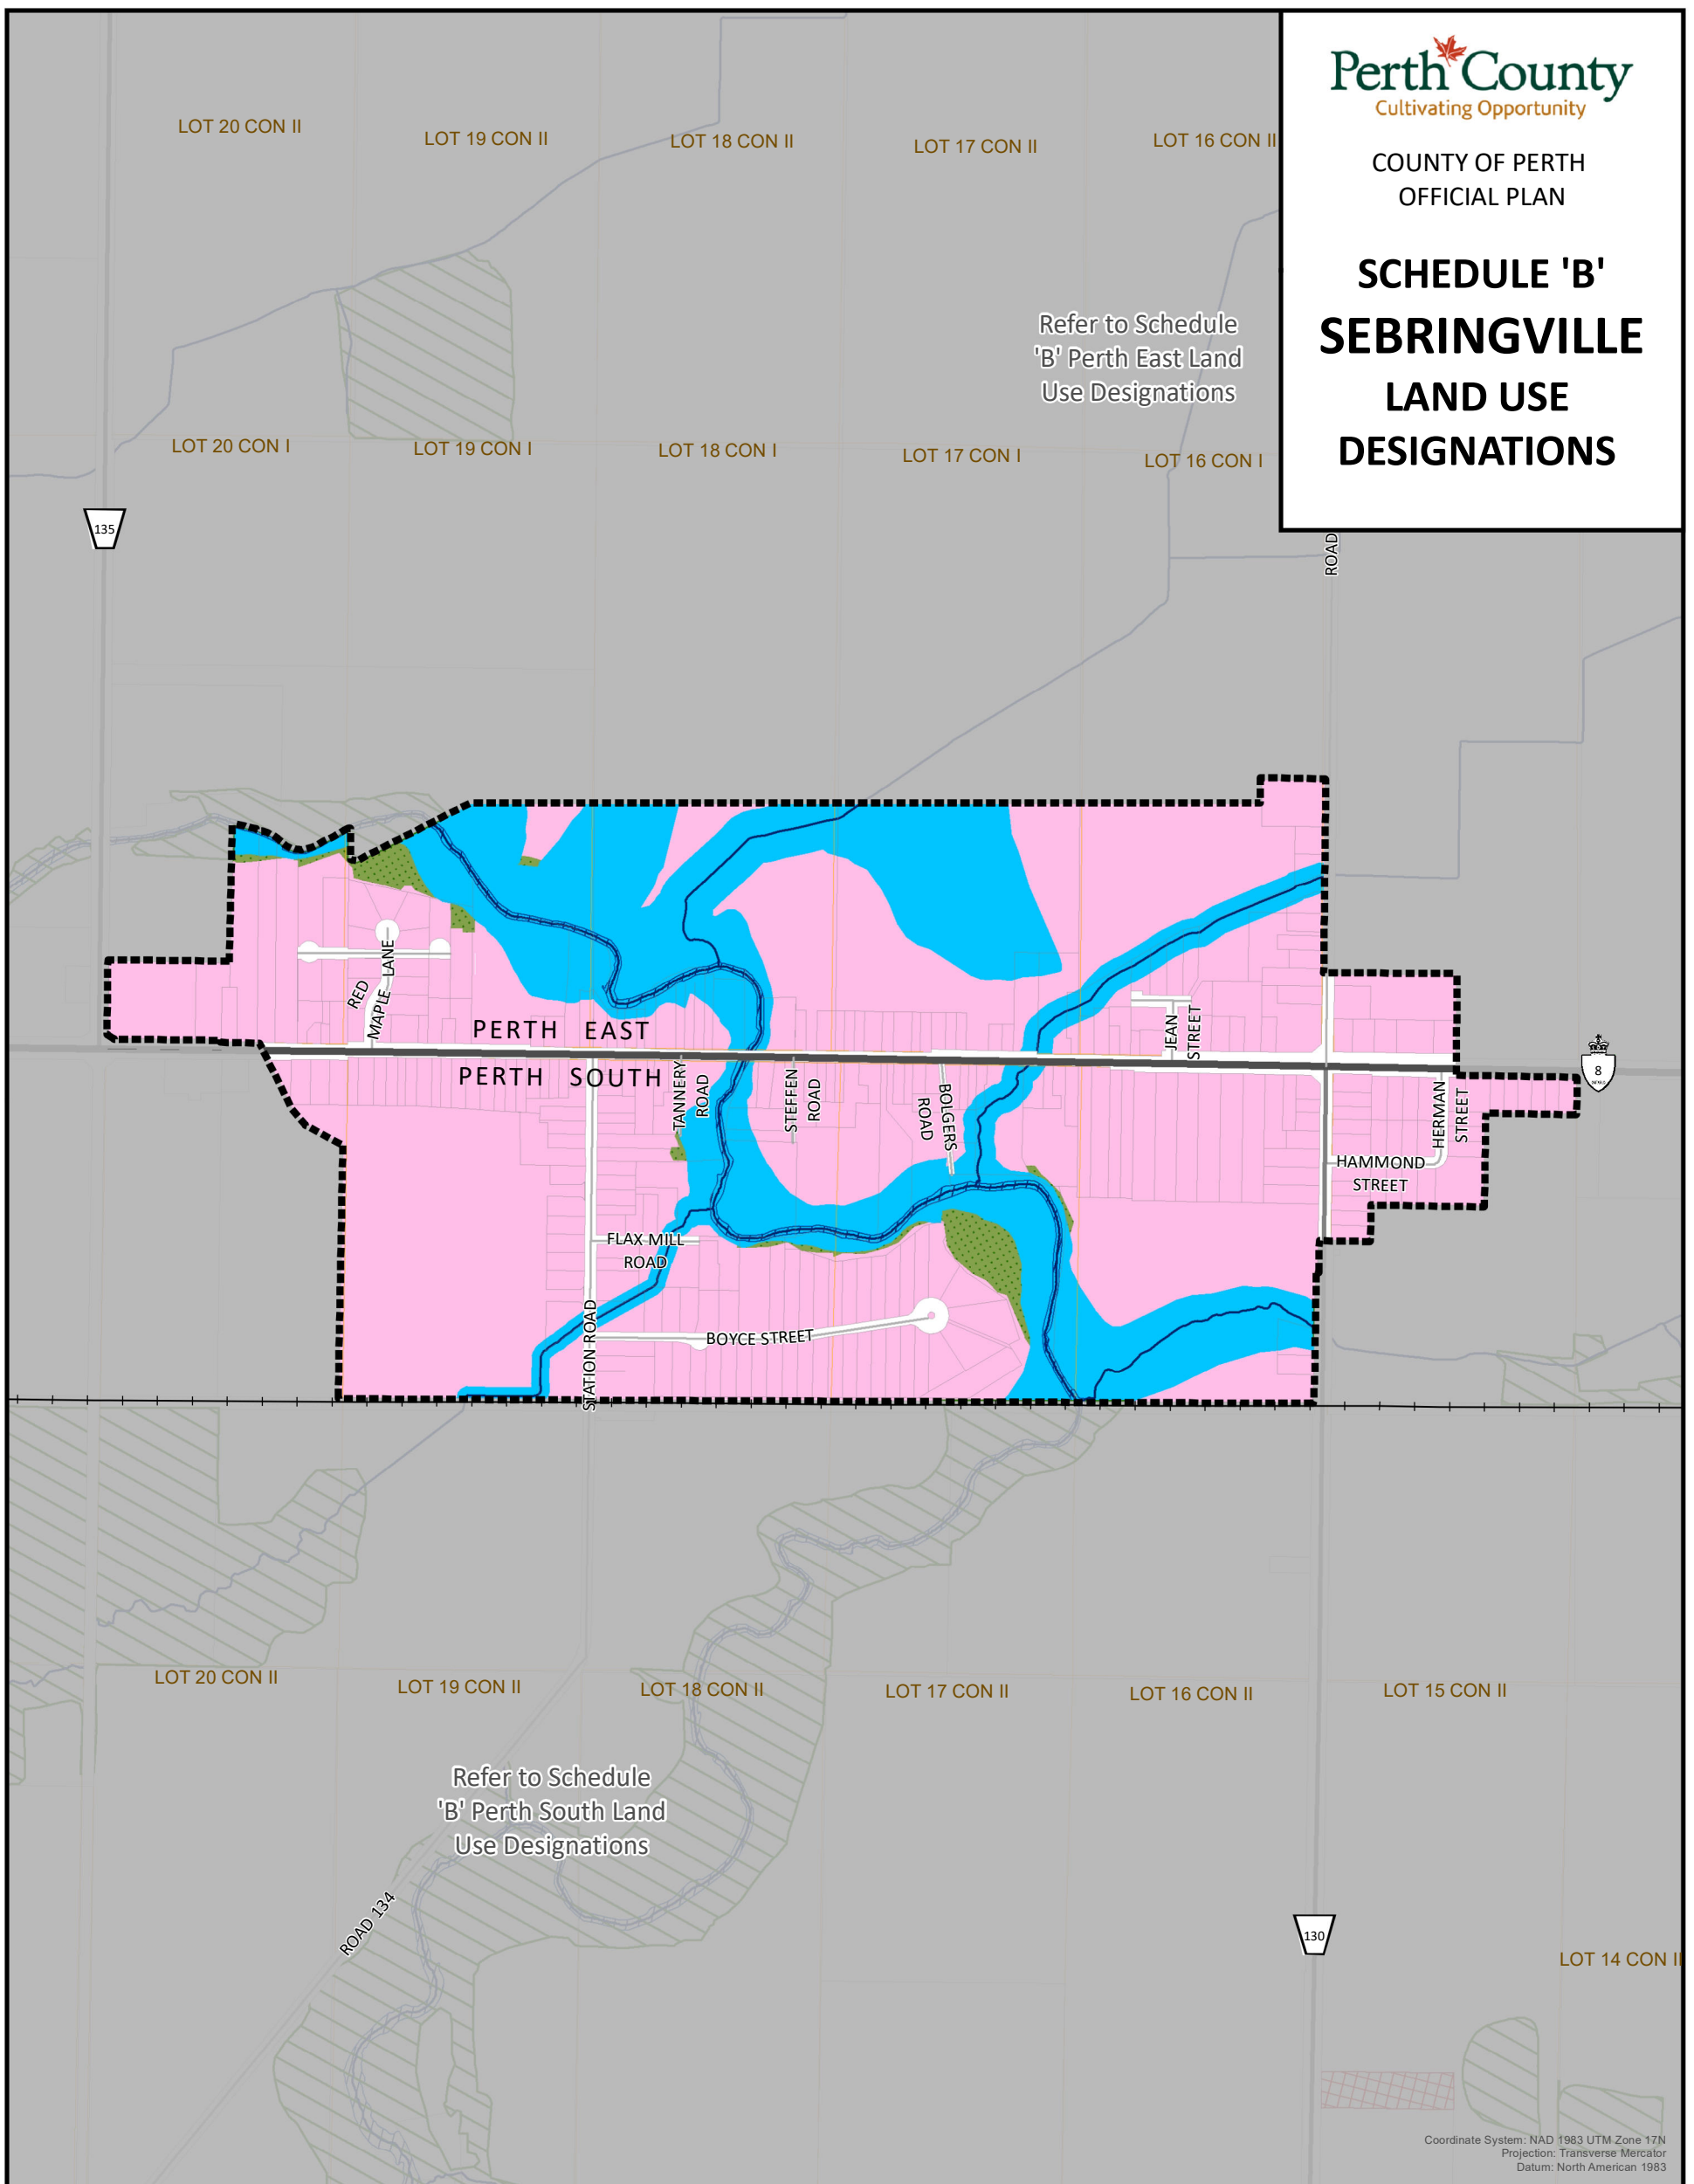 Perth County
Cultivating Opportunity
COUNTY OF PERTH
OFFICIAL PLAN
SCHEDULE 'B'
SEBRINGVILLE
LAND USE
DESIGNATIONS
LOT 20 CON II
LOT 19 CON II
LOT 18 CON II
LOT 17 CON II
LOT 16 CON II
Refer to Schedule
'B' Perth East Land
Use Designations
LOT 20 CON I
LOT 19 CON I
LOT 18 CON I
LOT 17 CON I
LOT 16 CON I
135
ROAD
RED
MAPLE LANE
PERTH EAST
PERTH SOUTH
JEAN
STREET
TANNERY
ROAD
STEFFEN
ROAD
BOLGERS
ROAD
HERMAN
STREET
8
HAMMOND
STREET
FLAX MILL
ROAD
STATION ROAD
BOYCE STREET
LOT 20 CON II
LOT 19 CON II
LOT 18 CON II
LOT 17 CON II
LOT 16 CON II
LOT 15 CON II
Refer to Schedule
'B' Perth South Land
Use Designations
ROAD 134
130
LOT 14 CON II
Coordinate System: NAD 1983 UTM Zone 17N
Projection: Transverse Mercator
Datum: North American 1983